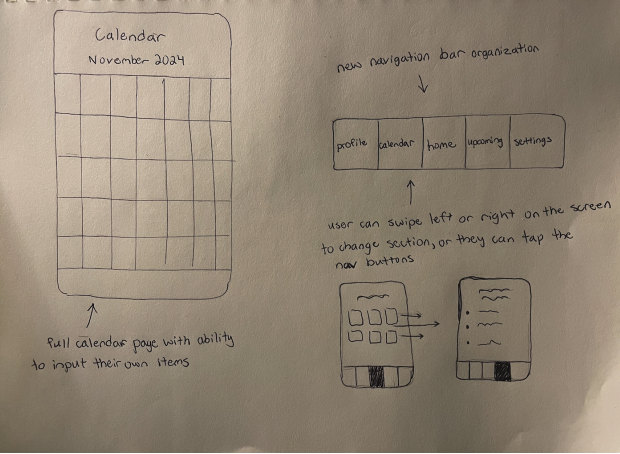 Calendar
November 2024
full calendar page with ability
to input their own items
new navigation bar organization
profile
calendar
home
upcoming
settings
user can swipe left or right on the screen
to change section, or they can tap the
nav buttons